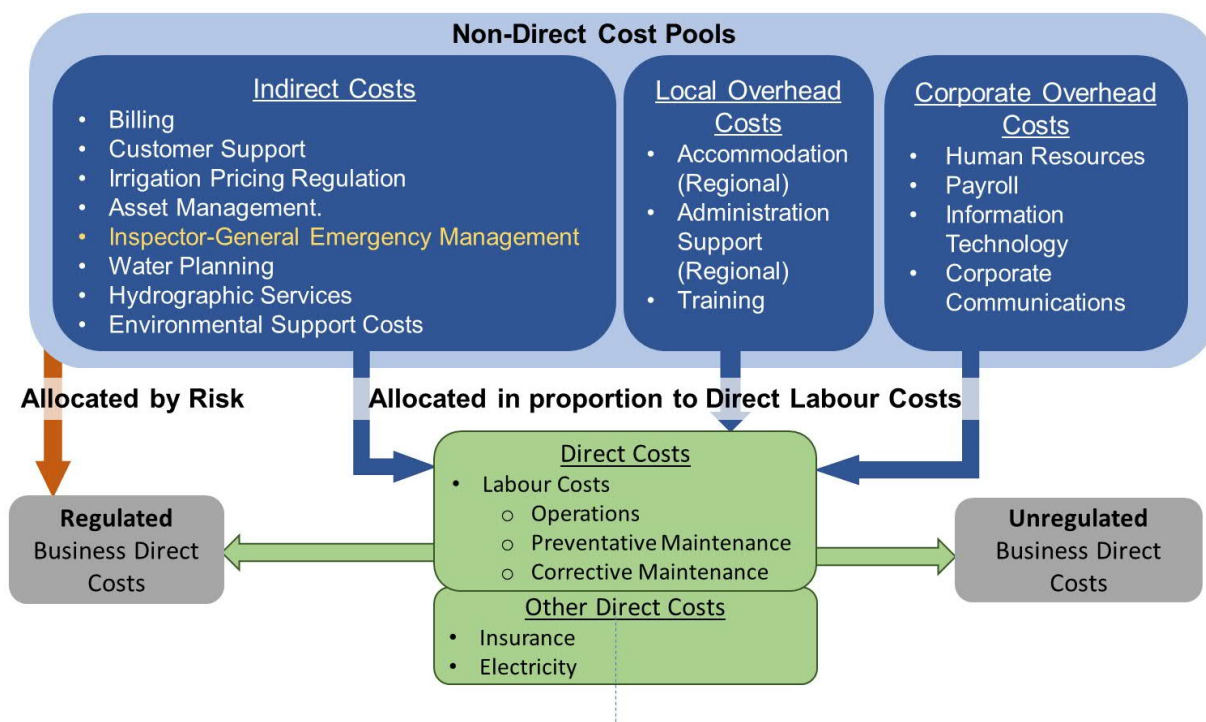 Non-Direct Cost Pools
Indirect Costs
• Billing
• Customer Support
• Irrigation Pricing Regulation
• Asset Management.
• Inspector-General Emergency Management
• Water Planning
• Hydrographic Services
• Environmental Support Costs
Local Overhead
Costs
• Accommodation
(Regional)
• Administration
Support
(Regional)
• Training
Corporate Overhead
Costs
• Human Resources
• Payroll
• Information
Technology
• Corporate
Communications
Allocated by Risk
Allocated in proportion to Direct Labour Costs
Direct Costs
• Labour Costs
o Operations
o Preventative Maintenance
o Corrective Maintenance
Regulated
Business Direct
Costs
Unregulated
Business Direct
Costs
Other Direct Costs
• Insurance
• Electricity